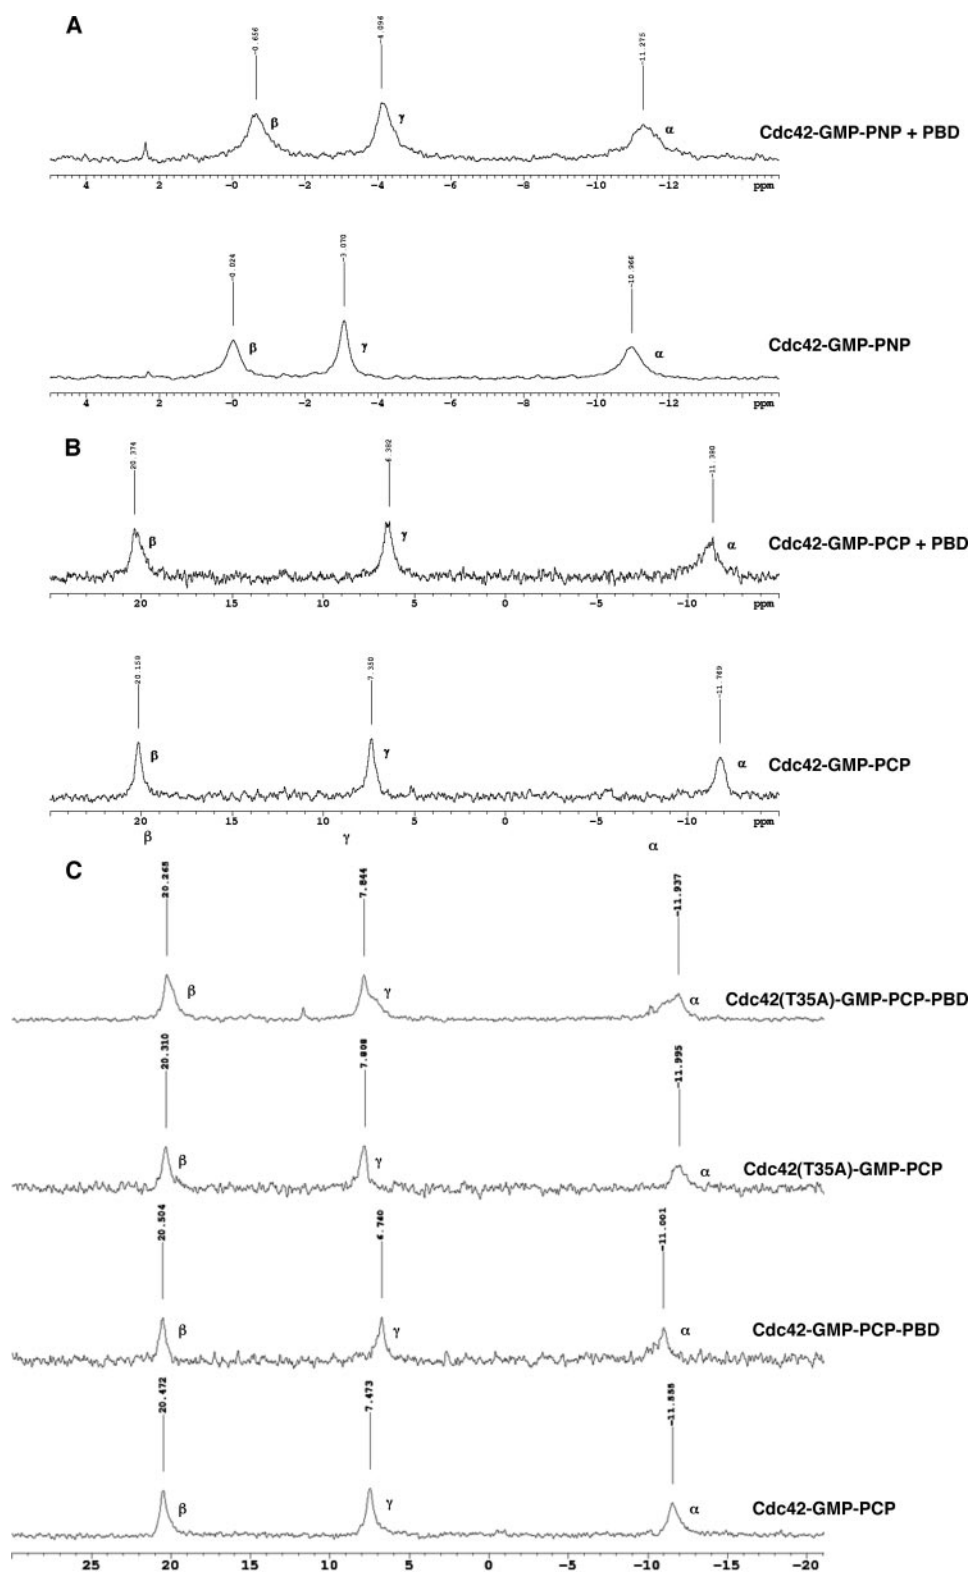 A
-0.656
-4.096
-11.275
β
γ
α
Cdc42-GMP-PNP + PBD
4 2 -0 -2 -4 -6 -8 -10 -12 ppm
-0.024
-3.070
-10.966
β
γ
α
Cdc42-GMP-PNP
4 2 -0 -2 -4 -6 -8 -10 -12 ppm
B
20.374
6.382
-11.380
β
γ
α
Cdc42-GMP-PCP + PBD
20 15 10 5 0 -5 -10 ppm
20.159
7.350
-11.769
β
γ
α
Cdc42-GMP-PCP
20 15 10 5 0 -5 -10 ppm
β
γ
α
C
20.268
7.844
-11.937
β
γ
α
Cdc42(T35A)-GMP-PCP-PBD
20.310
7.808
-11.995
β
γ
α
Cdc42(T35A)-GMP-PCP
20.504
6.740
-11.001
β
γ
α
Cdc42-GMP-PCP-PBD
20.472
7.473
-11.555
β
γ
α
Cdc42-GMP-PCP
25 20 15 10 5 0 -5 -10 -15 -20